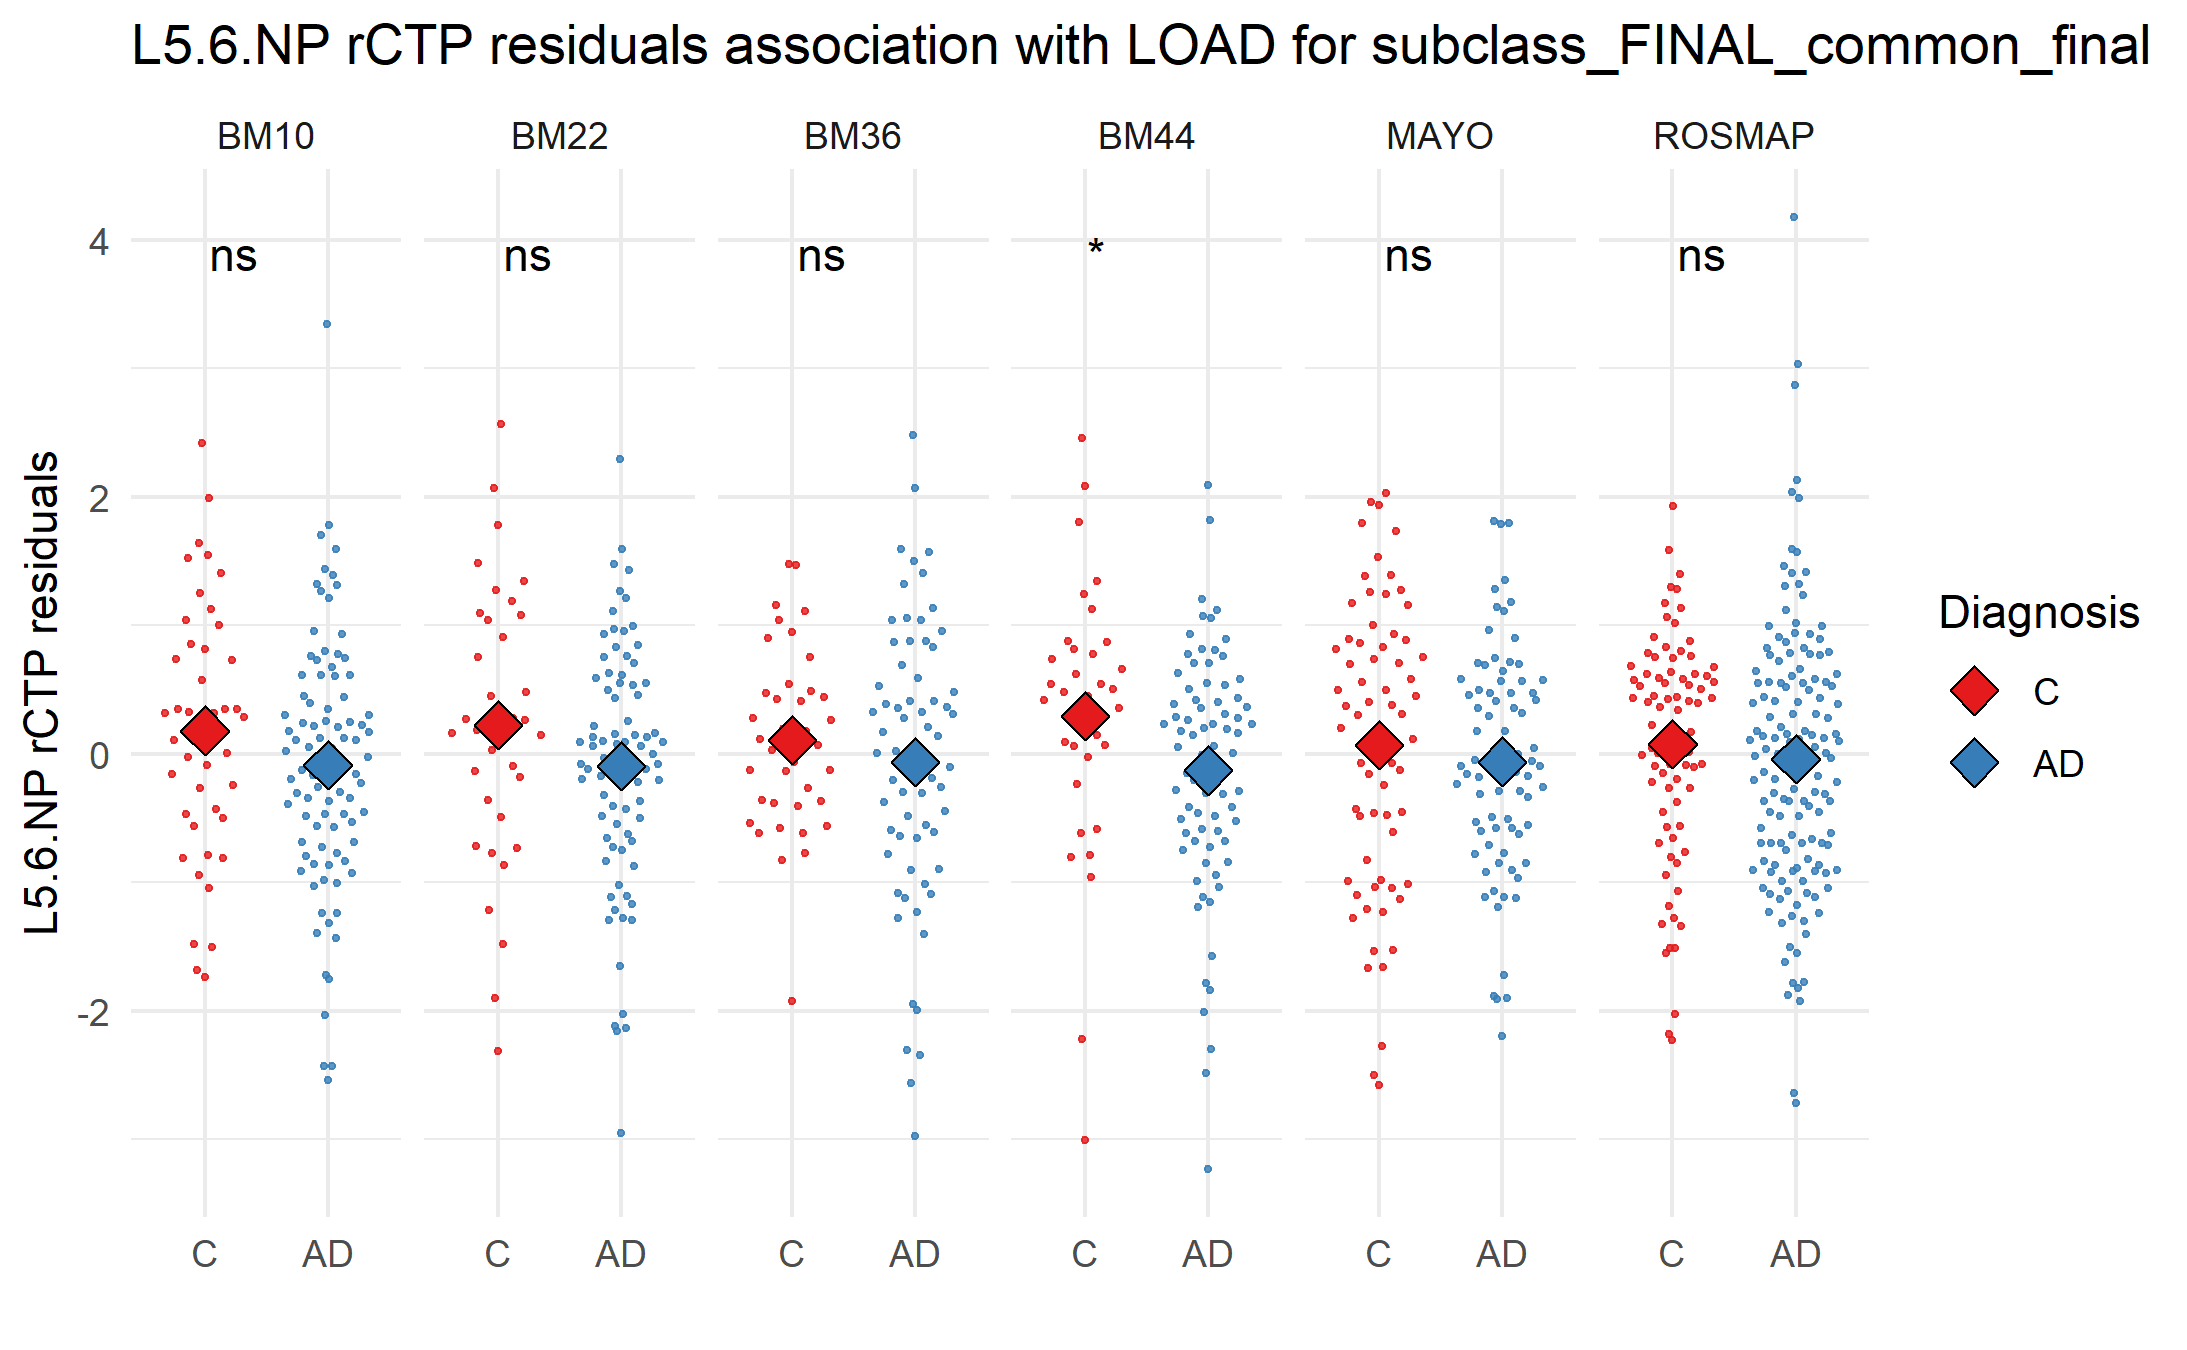 L5.6.NP rCTP residuals association with LOAD for subclass_FINAL_common_final
BM10 BM22 BM36 BM44 MAYO ROSMAP
ns ns ns * ns ns
4
2
0
-2
L5.6.NP rCTP residuals
C AD C AD C AD C AD C AD C AD
Diagnosis
C
AD